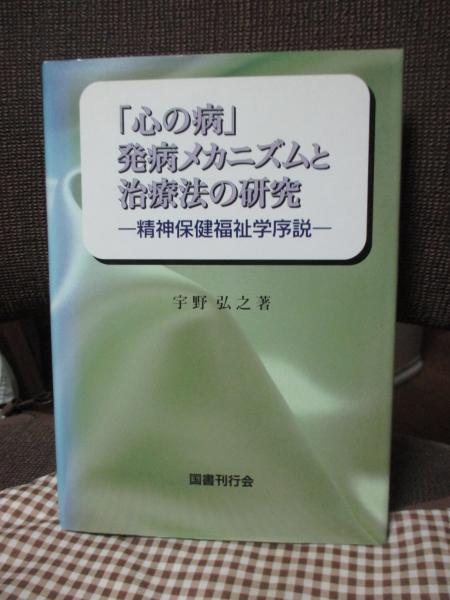 「心の病」
発病メカニズムと
治療法の研究
―精神保健福祉学序説―
宇野弘之著
国書刊行会